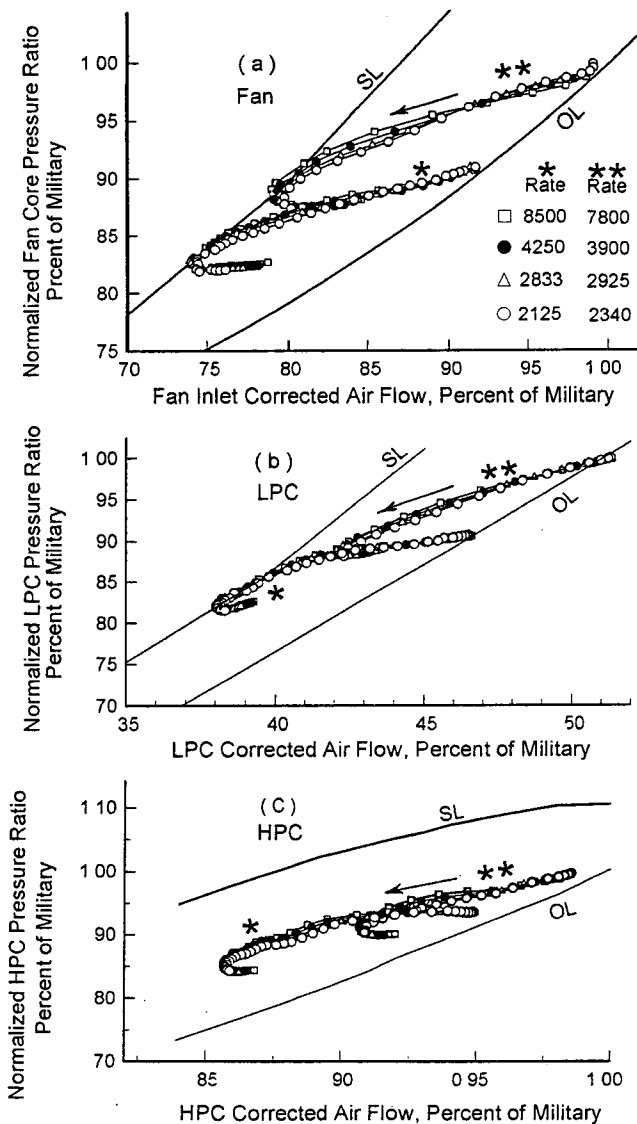 Normalized Fan Core Pressure Ratio
Prcent of Military
1 00
95
90
85
80
75
( a )
Fan
SL
**
OL
*
* **
Rate Rate
8500 7800
4250 3900
2833 2925
2125 2340
70 75 80 85 90 95 1 00
Fan Inlet Corrected Air Flow, Percent of Military
Normalized LPC Pressure Ratio
Percent of Military
1 00
95
90
85
80
75
70
( b )
LPC
SL
**
OL
*
35 40 45 50
LPC Corrected Air Flow, Percent of Military
Normalized HPC Pressure Ratio
Percent of Military
1 10
1 00
90
80
70
( C )
HPC
SL
**
*
OL
85 90 0 95 1 00
HPC Corrected Air Flow, Percent of Military